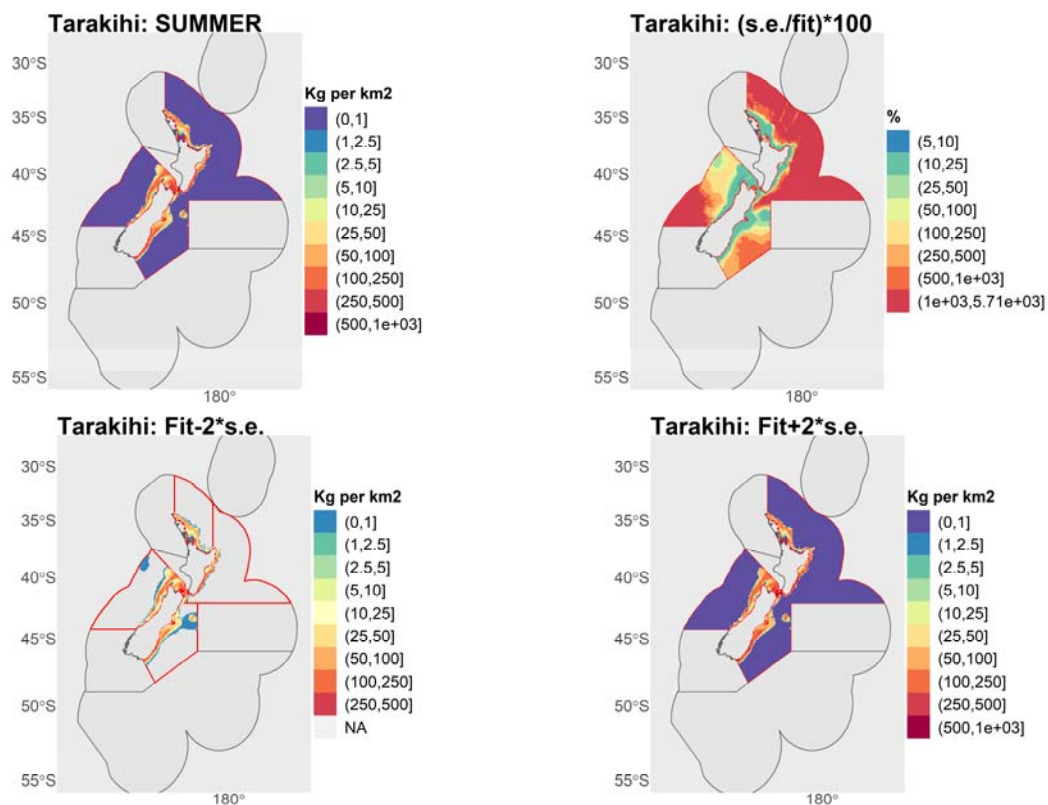 Tarakihi: SUMMER
30°S
35°S
40°S
45°S
50°S
55°S
180°
Kg per km2
(0,1]
(1,2.5]
(2.5,5]
(5,10]
(10,25]
(25,50]
(50,100]
(100,250]
(250,500]
(500,1e+03]
Tarakihi: (s.e./fit)*100
30°S
35°S
40°S
45°S
50°S
55°S
180°
%
(5,10]
(10,25]
(25,50]
(50,100]
(100,250]
(250,500]
(500,1e+03]
(1e+03,5.71e+03]
Tarakihi: Fit-2*s.e.
30°S
35°S
40°S
45°S
50°S
55°S
180°
Kg per km2
(0,1]
(1,2.5]
(2.5,5]
(5,10]
(10,25]
(25,50]
(50,100]
(100,250]
(250,500]
NA
Tarakihi: Fit+2*s.e.
30°S
35°S
40°S
45°S
50°S
55°S
180°
Kg per km2
(0,1]
(1,2.5]
(2.5,5]
(5,10]
(10,25]
(25,50]
(50,100]
(100,250]
(250,500]
(500,1e+03]